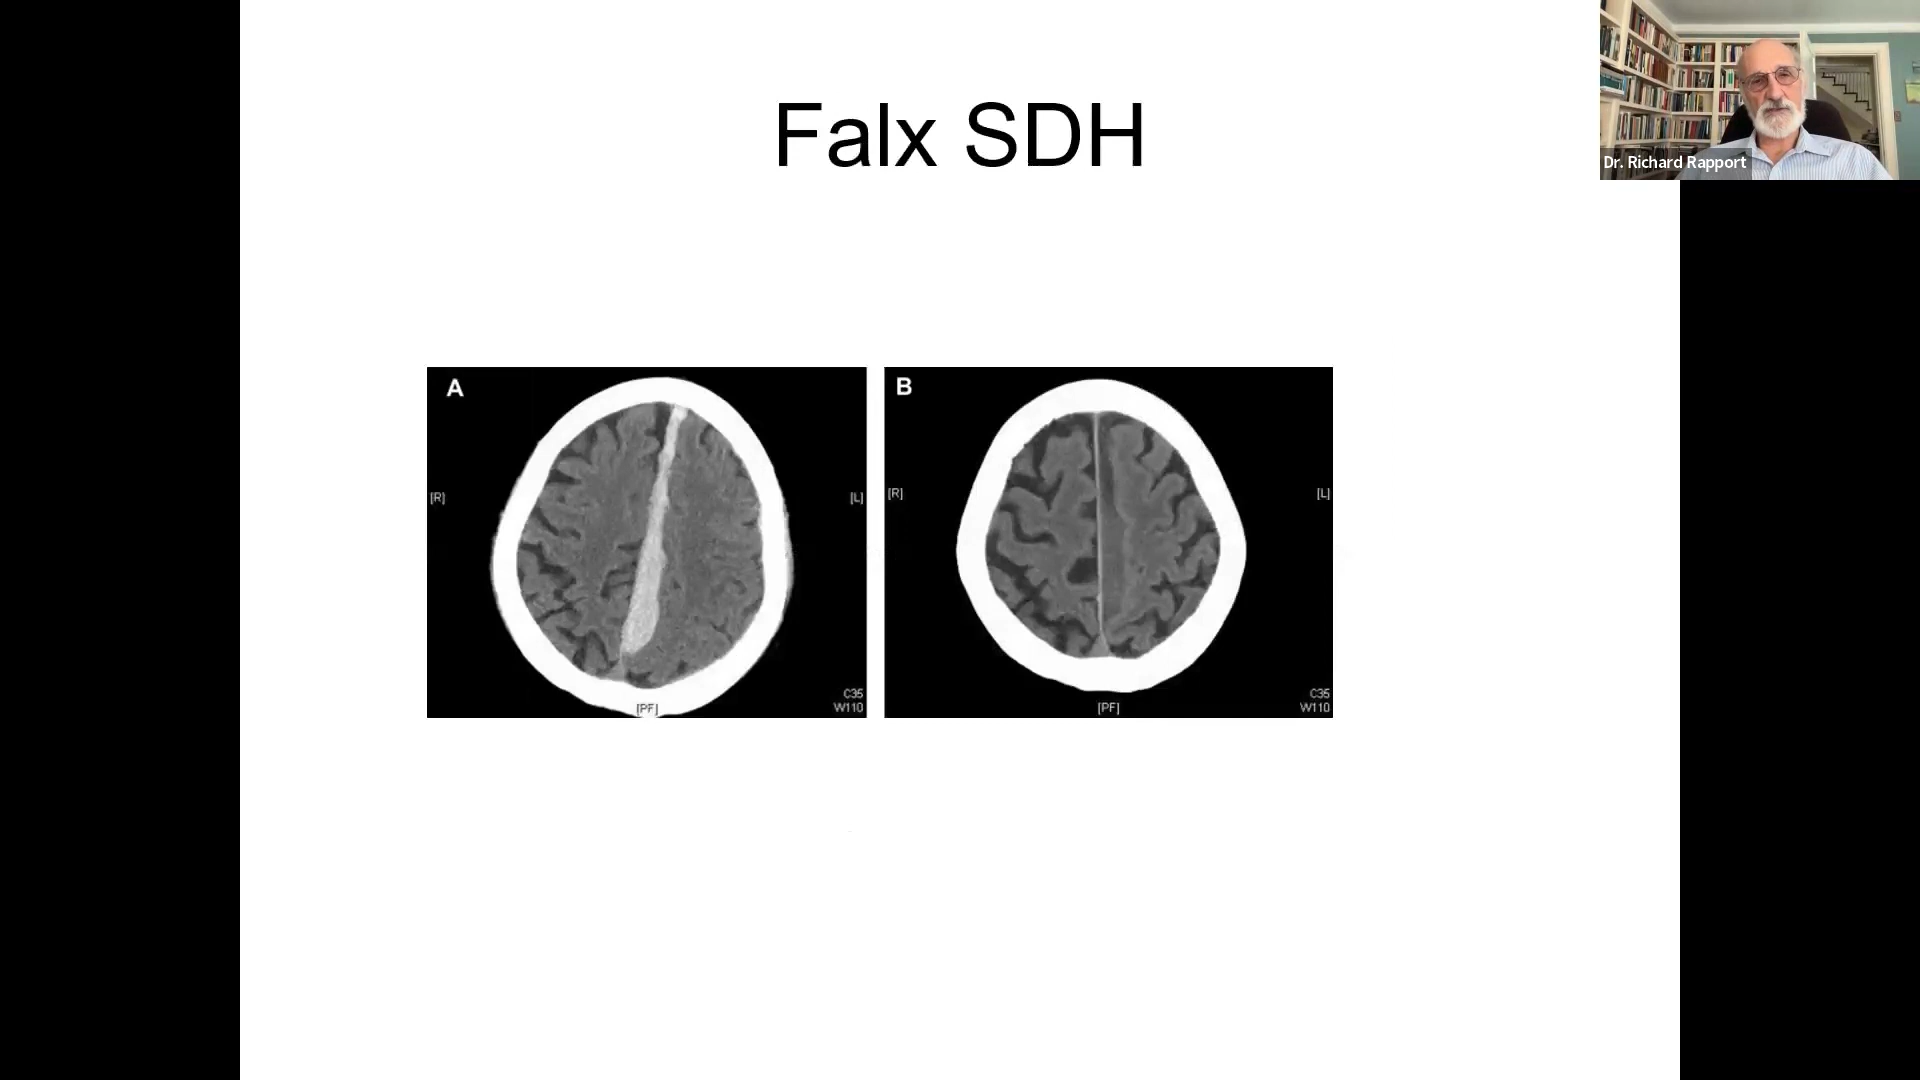 Falx SDH
Dr. Richard Rapport
A
[R]
[L]
C35
W110
[PF]
B
[R]
[L]
C35
W110
[PF]